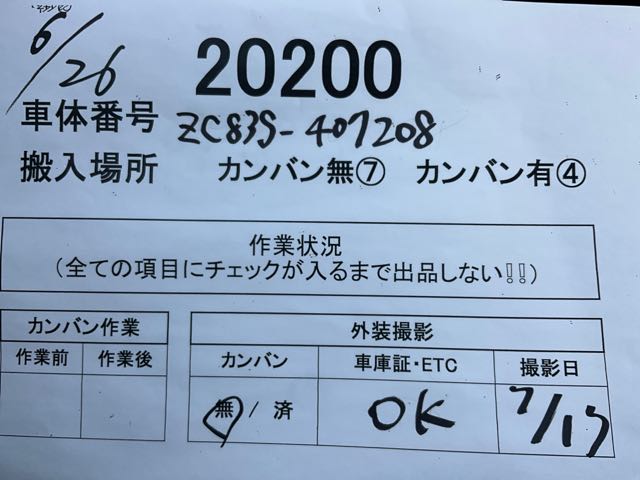 6/26
20200
車体番号 ZC83S-407208
搬入場所 カンバン無⑦ カンバン有④
作業状況
(全ての項目にチェックが入るまで出品しない!!)
カンバン作業 外装撮影
作業前 作業後 カンバン 車庫証・ETC 撮影日
無 / 済 OK 7/17